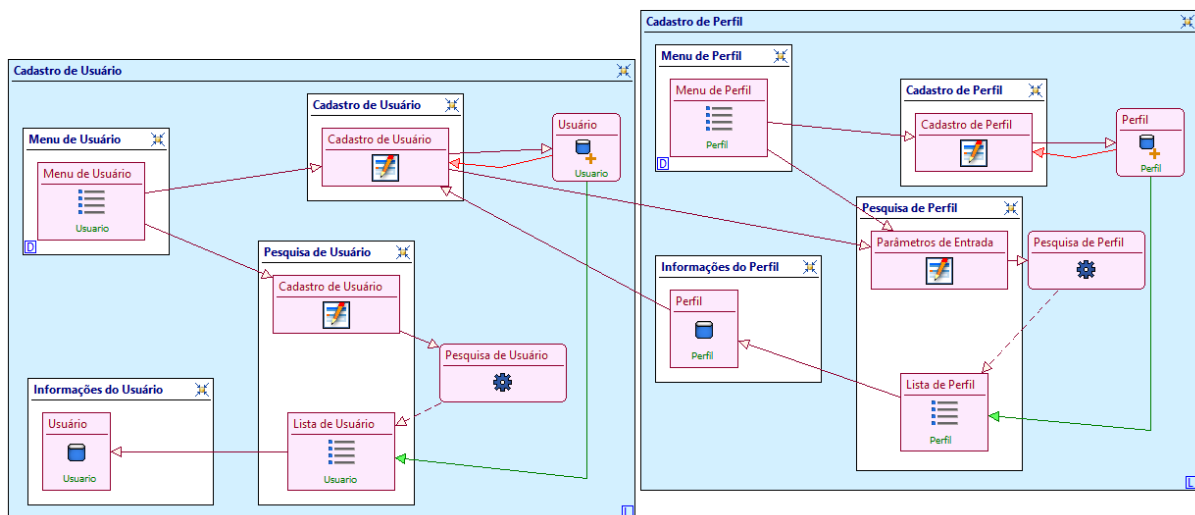 Cadastro de Usuário
Menu de Usuário
Menu de Usuário
Usuario
D
Cadastro de Usuário
Cadastro de Usuário
Usuário
Usuario
Pesquisa de Usuário
Cadastro de Usuário
Pesquisa de Usuário
Lista de Usuário
Usuario
Informações do Usuário
Usuário
Usuario
L
Cadastro de Perfil
Menu de Perfil
Menu de Perfil
Perfil
D
Cadastro de Perfil
Cadastro de Perfil
Perfil
Perfil
Pesquisa de Perfil
Parâmetros de Entrada
Pesquisa de Perfil
Informações do Perfil
Perfil
Perfil
Lista de Perfil
Perfil
L